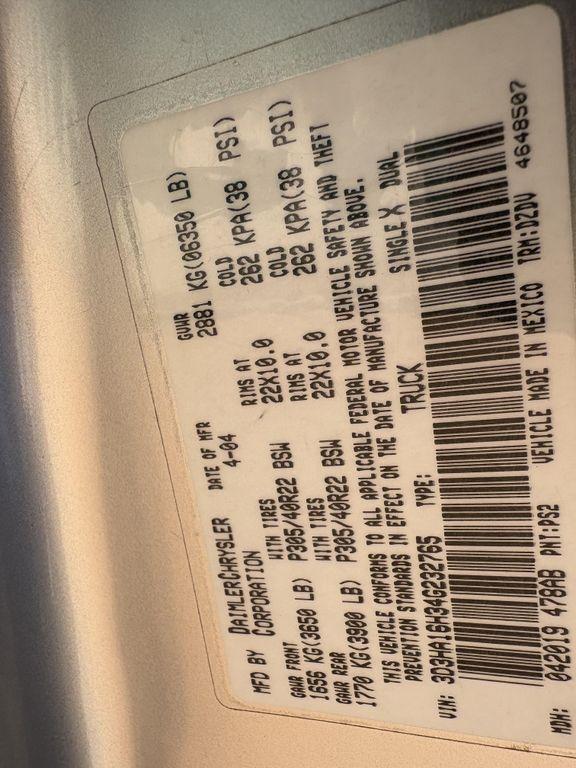 MFD BY DAIMLERCHRYSLER CORPORATION DATE OF MFR 4-04 GVWR 2881 KG(06350 LB)
GAWR FRONT WITH TIRES RIMS AT COLD
1656 KG(3650 LB) P305/40R22 BSW 22X10.0 262 KPA(38 PSI)
GAWR REAR WITH TIRES RIMS AT COLD
1770 KG(3900 LB) P305/40R22 BSW 22X10.0 262 KPA(38 PSI)
THIS VEHICLE CONFORMS TO ALL APPLICABLE FEDERAL MOTOR VEHICLE SAFETY AND THEFT
PREVENTION STANDARDS IN EFFECT ON THE DATE OF MANUFACTURE SHOWN ABOVE.
VIN: 3D3HA16H34G232765 TYPE: TRUCK SINGLE X DUAL
MDH: 042019 478AB PNT:PS2 VEHICLE MADE IN MEXICO TRM:DZDV 4648507